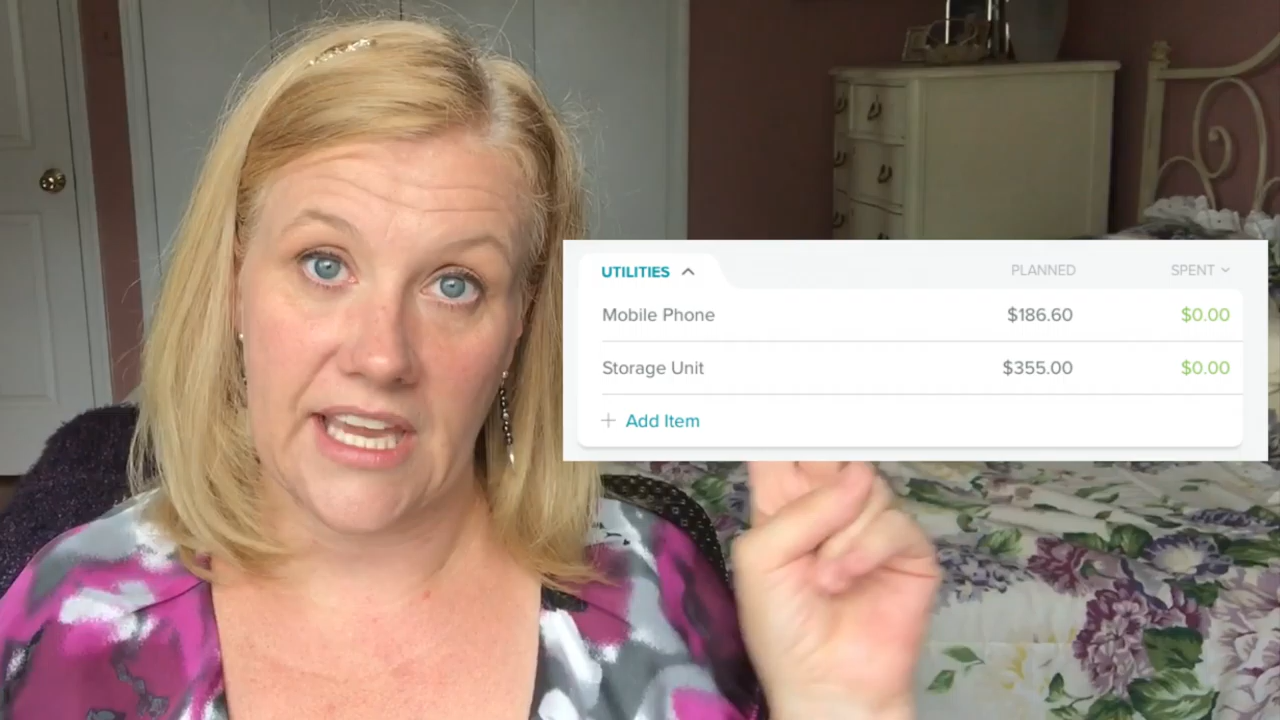 UTILITIES PLANNED SPENT
Mobile Phone $186.60 $0.00
Storage Unit $355.00 $0.00
+ Add Item